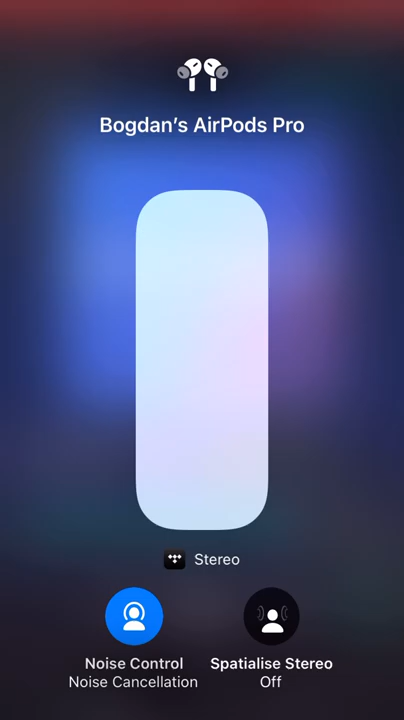 Bogdan's AirPods Pro
Stereo
Noise Control
Noise Cancellation
Spatialise Stereo
Off